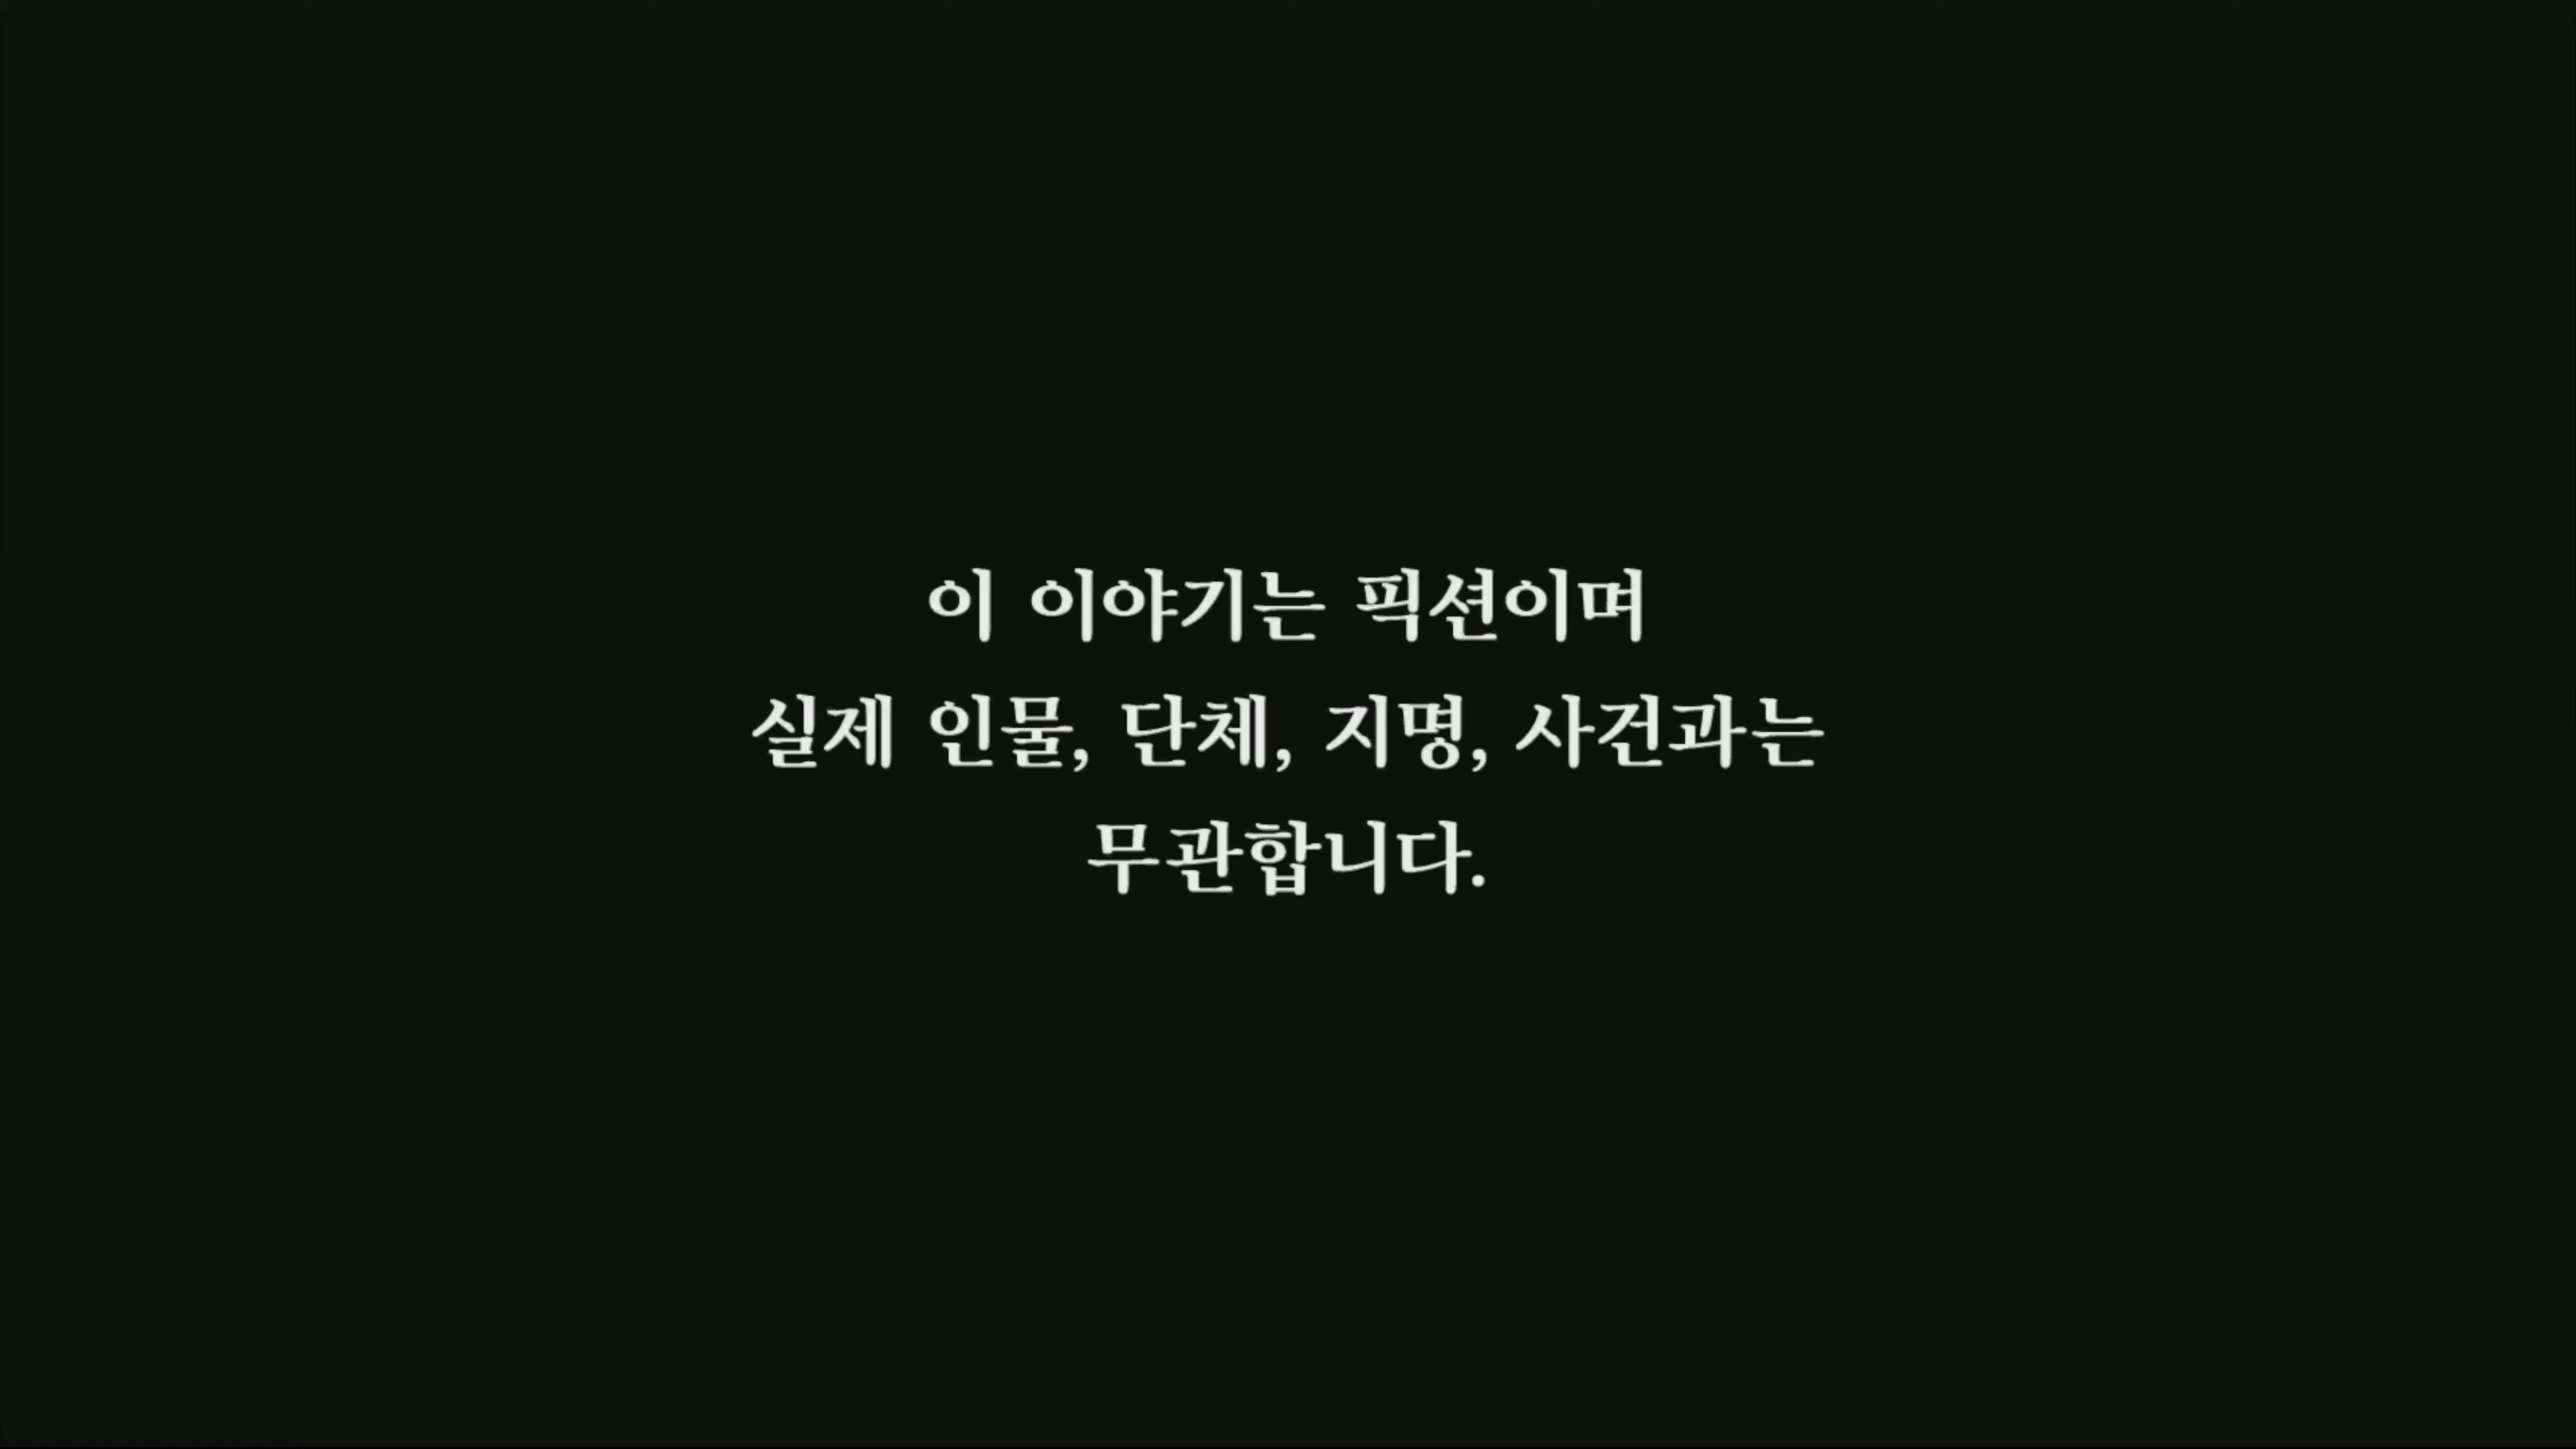 이 이야기는 픽션이며
실제 인물, 단체, 지명, 사건과는
무관합니다.